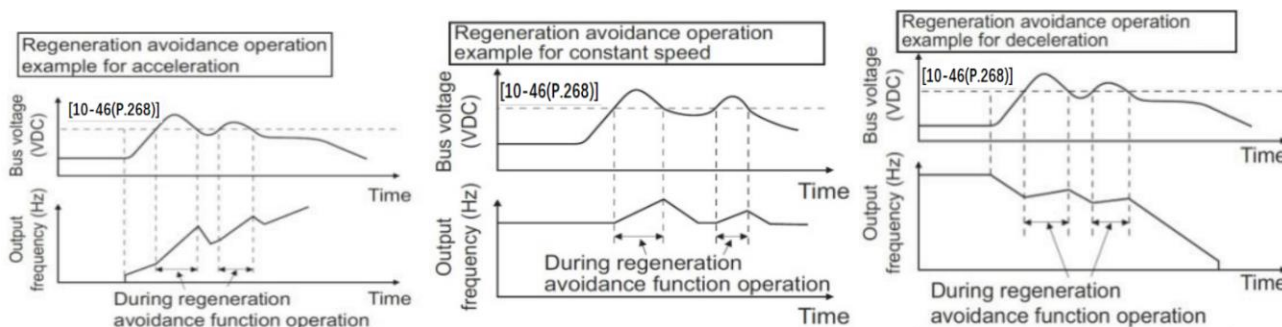 Regeneration avoidance operation
example for acceleration
[10-46(P.268)]
Bus voltage
(VDC)
Time
Output
frequency (Hz)
Time
During regeneration
avoidance function operation
Regeneration avoidance operation
example for constant speed
[10-46(P.268)]
Bus voltage
(VDC)
Time
Output
frequency (Hz)
During regeneration
avoidance function operation
Time
Regeneration avoidance operation
example for deceleration
[10-46(P.268)]
Bus voltage
(VDC)
Time
Output
frequency (Hz)
Time
During regeneration
avoidance function operation